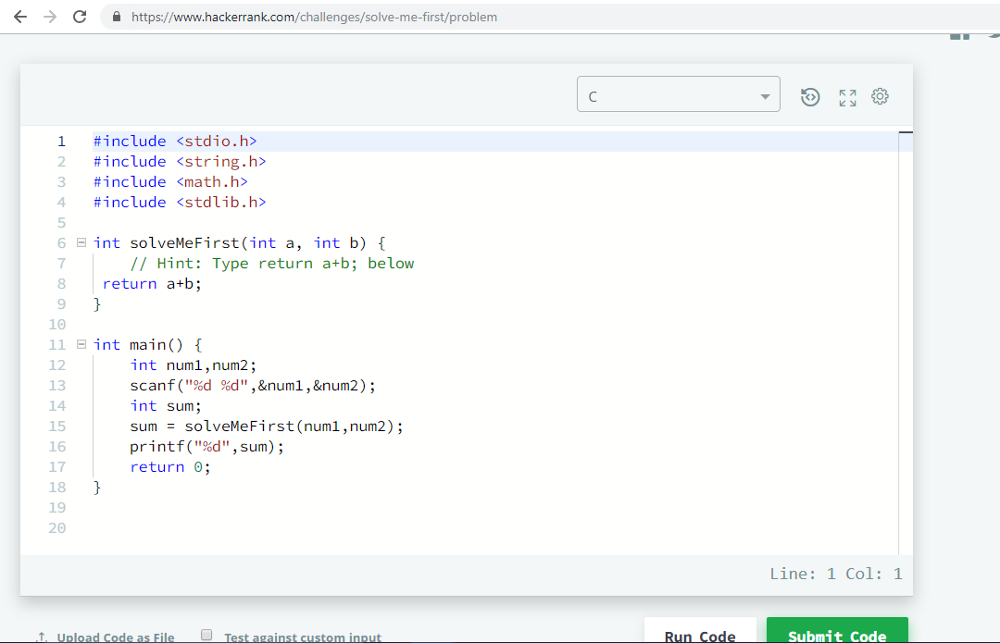 https://www.hackerrank.com/challenges/solve-me-first/problem
C
1 #include <stdio.h>
2 #include <string.h>
3 #include <math.h>
4 #include <stdlib.h>
5
6 int solveMeFirst(int a, int b) {
7 // Hint: Type return a+b; below
8 return a+b;
9 }
10
11 int main() {
12 int num1,num2;
13 scanf("%d %d",&num1,&num2);
14 int sum;
15 sum = solveMeFirst(num1,num2);
16 printf("%d",sum);
17 return 0;
18 }
19
20
Line: 1 Col: 1
Upload Code as File Test against custom input Run Code Submit Code